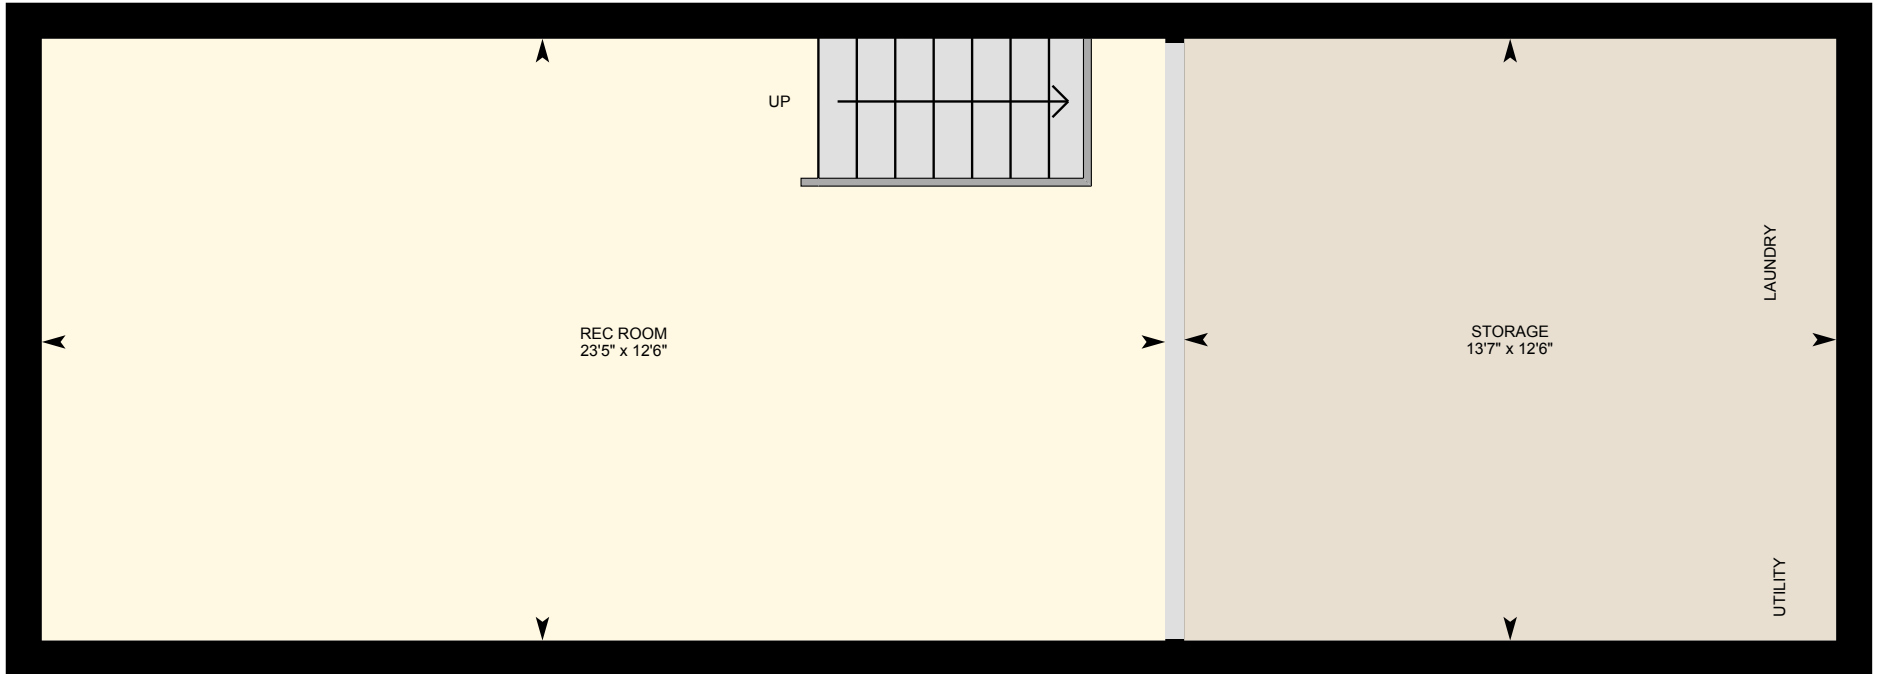 UP
REC ROOM
23'5" x 12'6"
STORAGE
13'7" x 12'6"
LAUNDRY
UTILITY